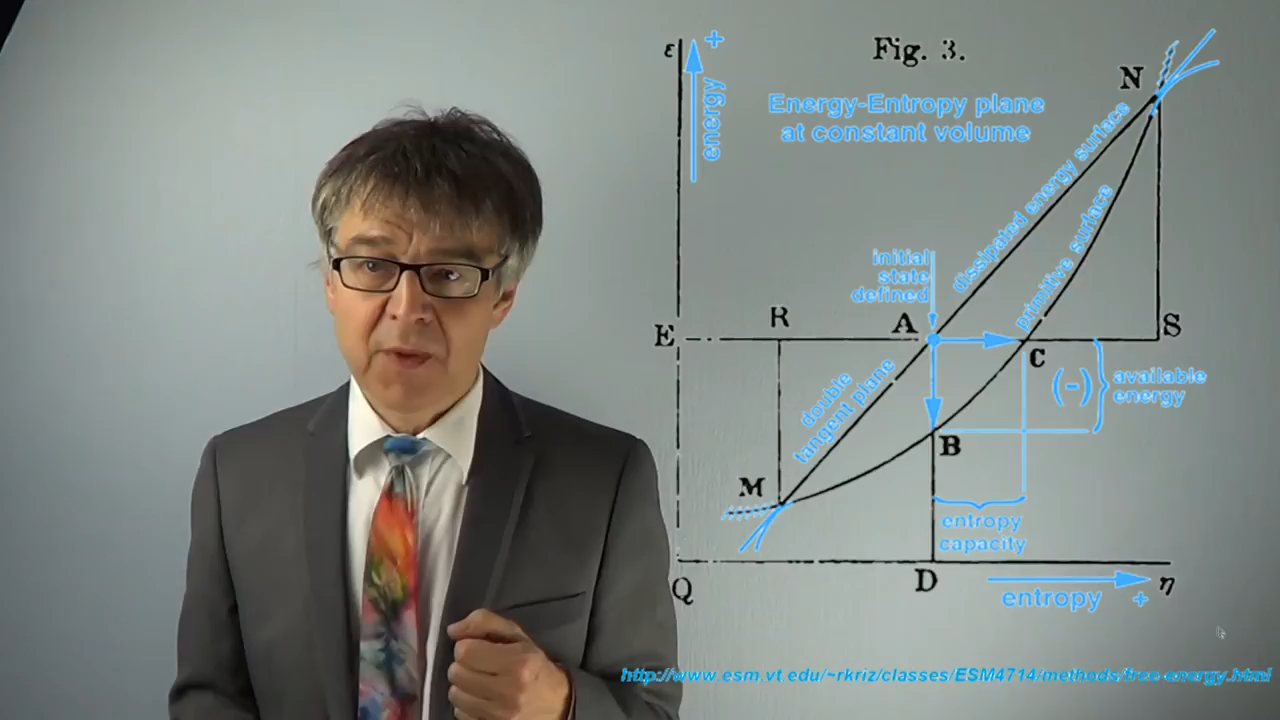 Fig. 3.
Energy-Entropy plane
at constant volume
ε
energy
+
N
dissipated energy surface
primitive surface
initial
state
defined
E
R
A
S
C
(-)
available
energy
double
tangent plane
B
M
entropy
capacity
Q
D
entropy
+
η
http://www.esm.vt.edu/~rkriz/classes/ESM4714/methods/free-energy.html